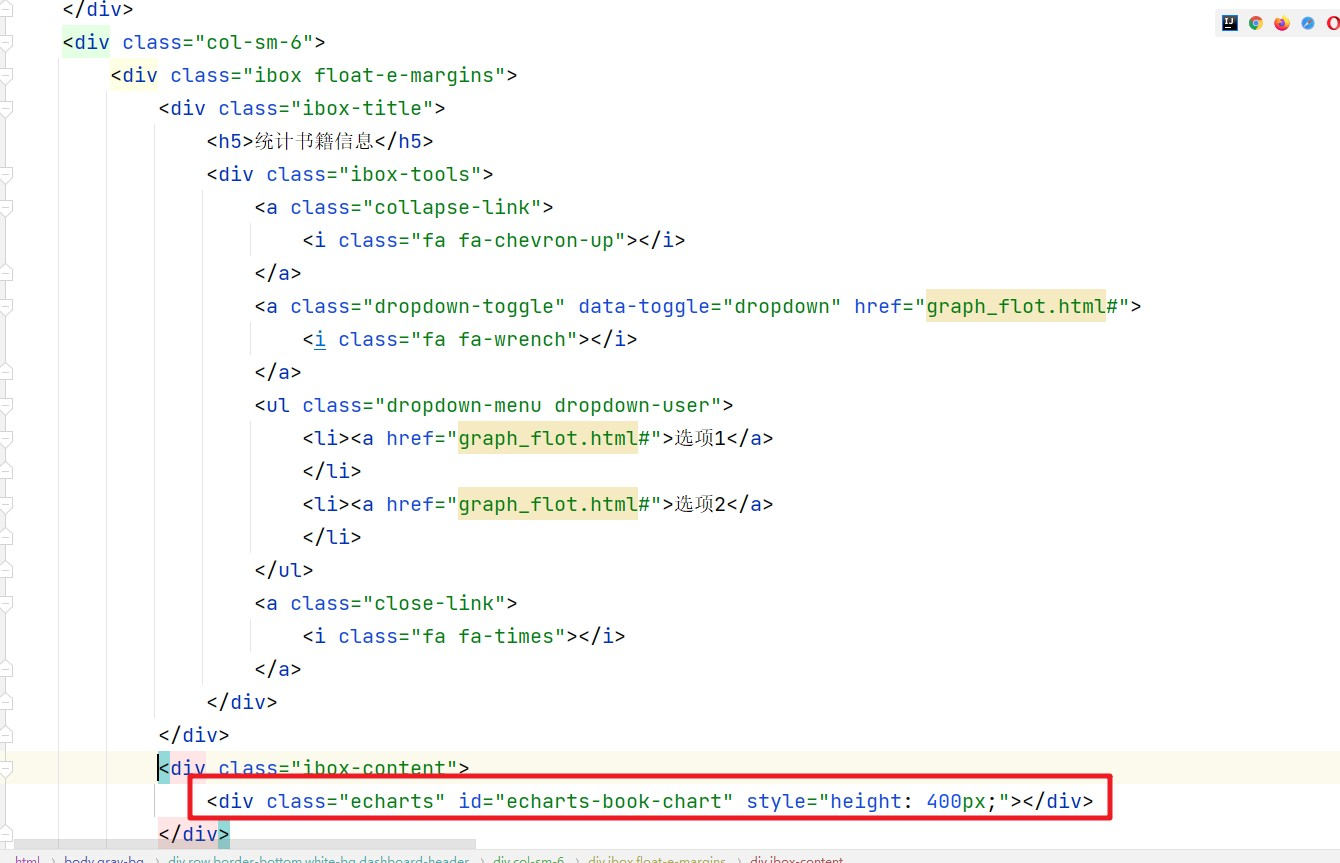 </div>
<div class="col-sm-6">
<div class="ibox float-e-margins">
<div class="ibox-title">
<h5>统计书籍信息</h5>
<div class="ibox-tools">
<a class="collapse-link">
<i class="fa fa-chevron-up"></i>
</a>
<a class="dropdown-toggle" data-toggle="dropdown" href="graph_flot.html#">
<i class="fa fa-wrench"></i>
</a>
<ul class="dropdown-menu dropdown-user">
<li><a href="graph_flot.html#">选项1</a>
</li>
<li><a href="graph_flot.html#">选项2</a>
</li>
</ul>
<a class="close-link">
<i class="fa fa-times"></i>
</a>
</div>
</div>
<div class="ibox-content">
<div class="echarts" id="echarts-book-chart" style="height: 400px;"></div>
</div>
html › body.gray-bg › div.row.border-bottom.white-bg.dashboard-header › div.col-sm-6 › div.ibox.float-e-margins › div.ibox-content